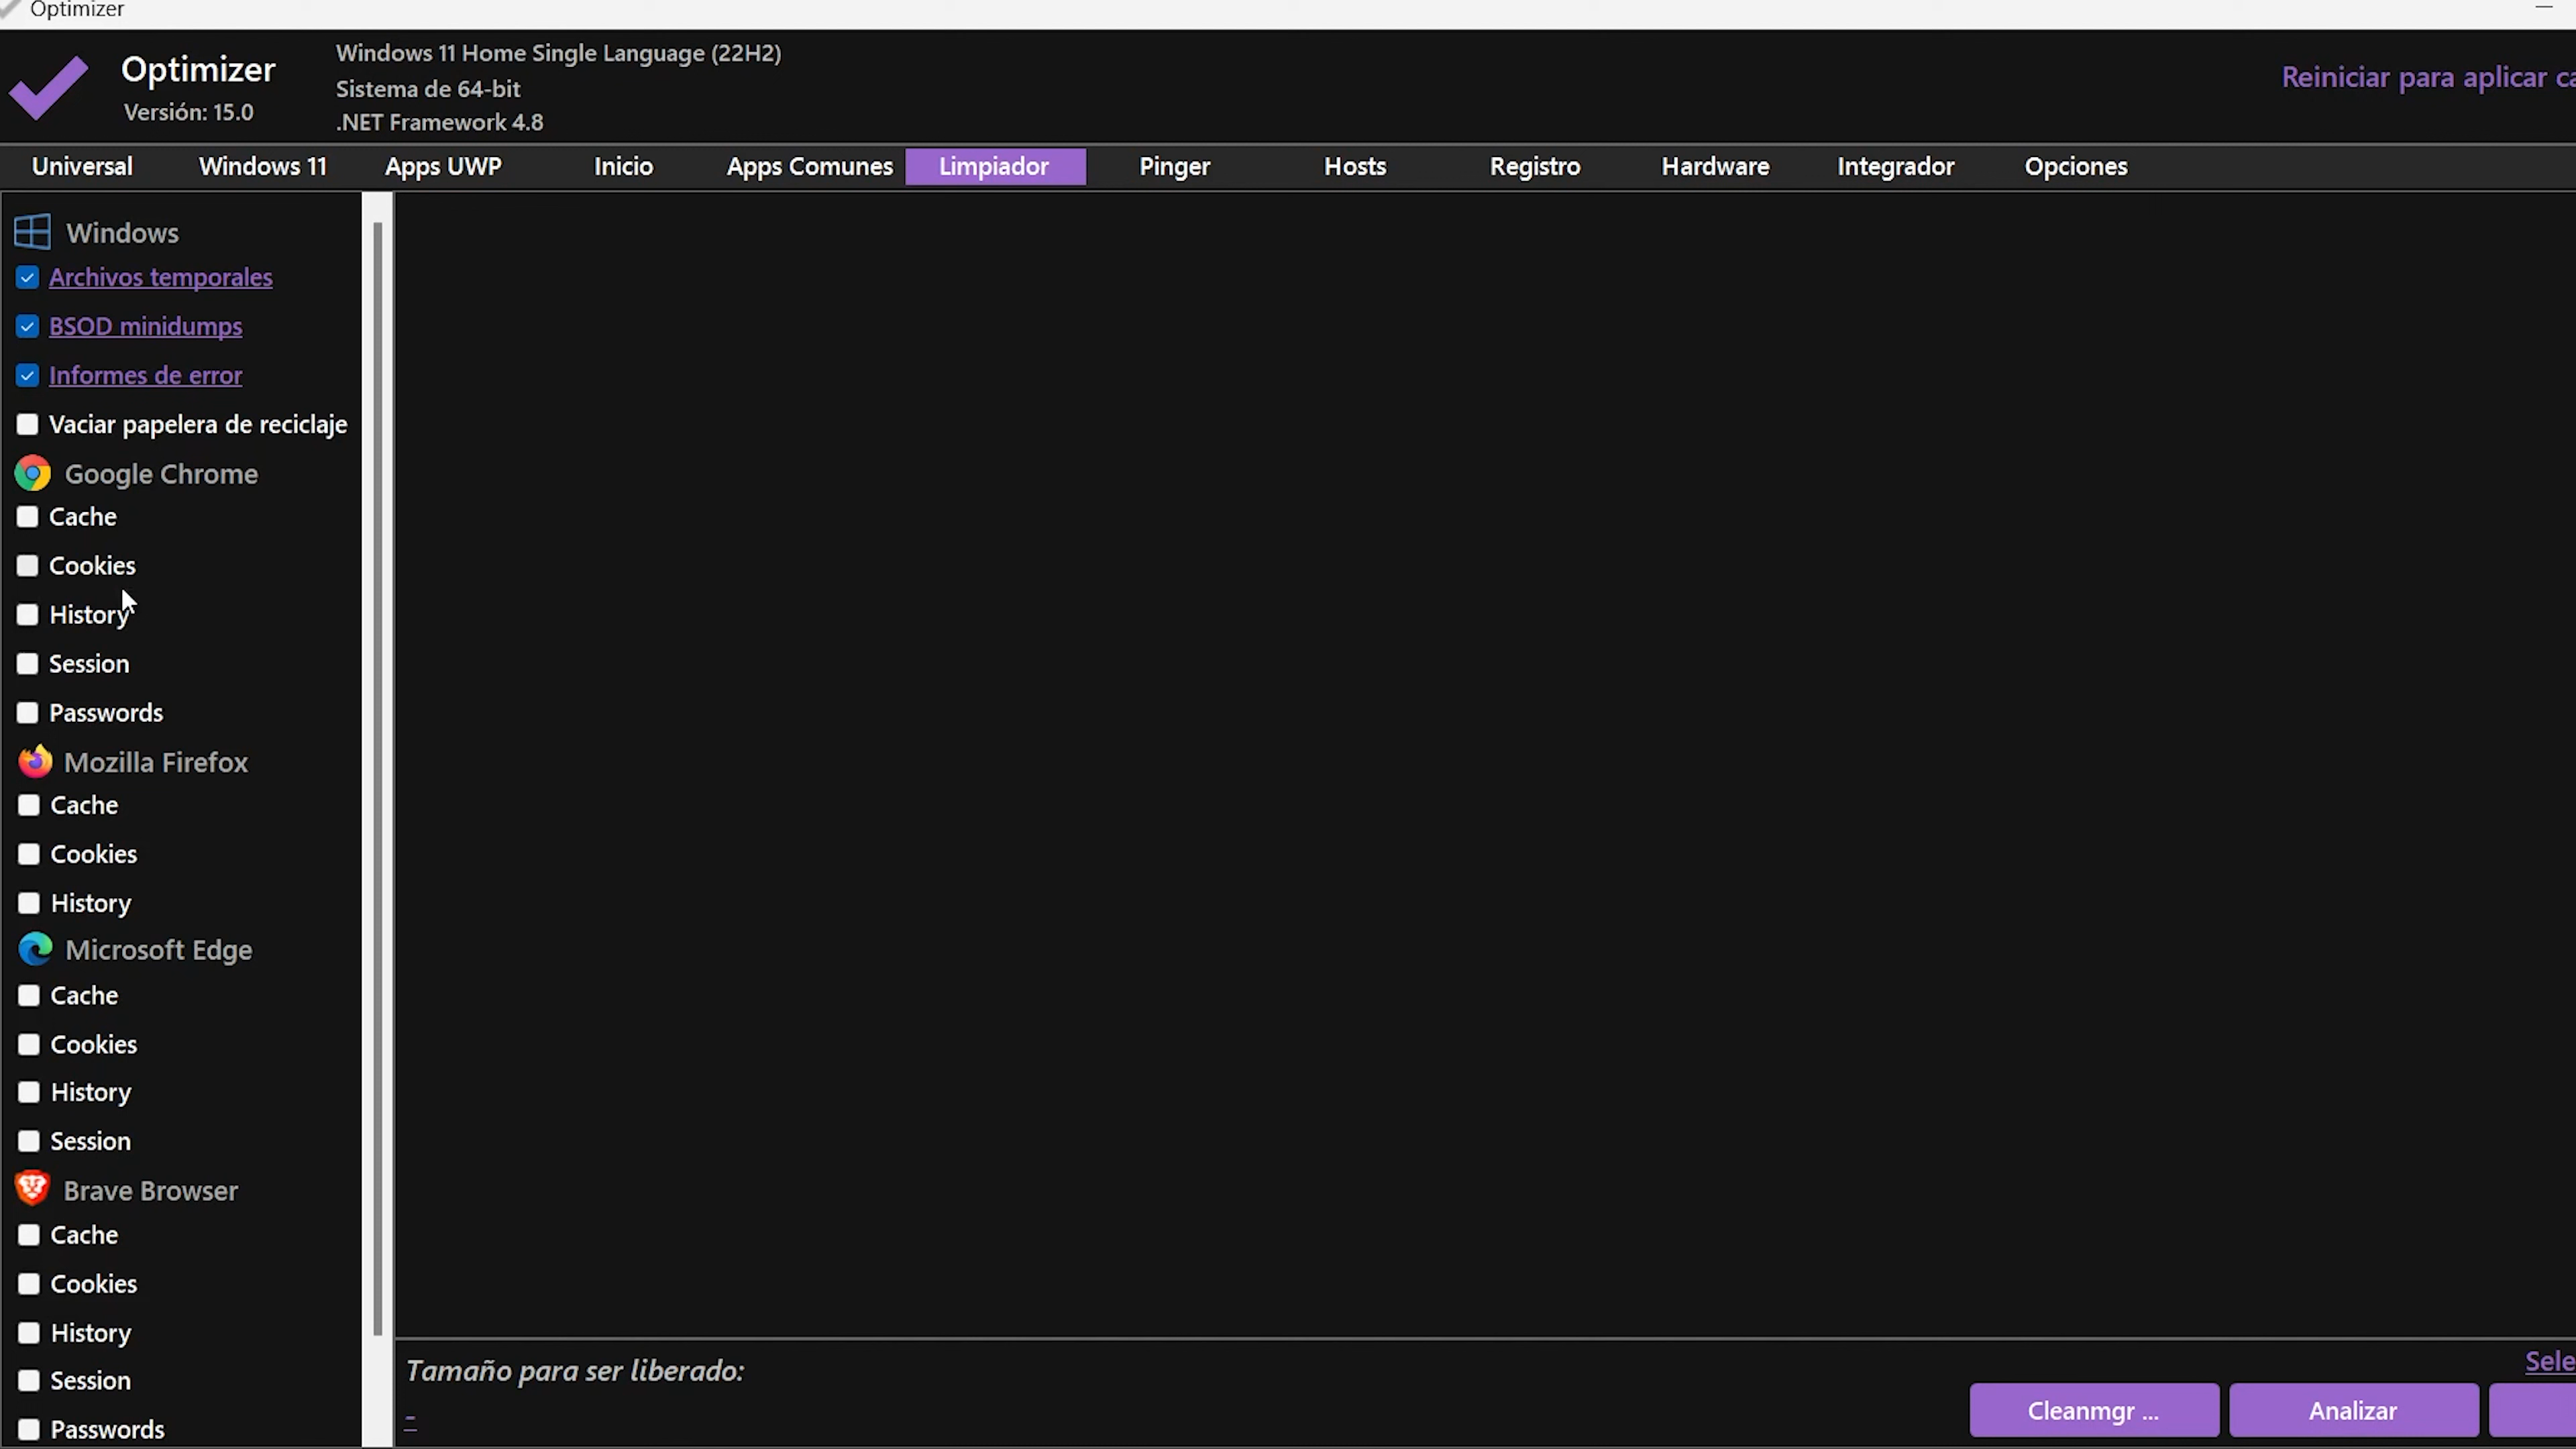 Optimizer
Optimizer
Versión: 15.0
Windows 11 Home Single Language (22H2)
Sistema de 64-bit
.NET Framework 4.8
Reiniciar para aplicar ca
Universal Windows 11 Apps UWP Inicio Apps Comunes Limpiador Pinger Hosts Registro Hardware Integrador Opciones
Windows
Archivos temporales
BSOD minidumps
Informes de error
Vaciar papelera de reciclaje
Google Chrome
Cache
Cookies
History
Session
Passwords
Mozilla Firefox
Cache
Cookies
History
Microsoft Edge
Cache
Cookies
History
Session
Brave Browser
Cache
Cookies
History
Session
Passwords
Tamaño para ser liberado:
-
Sele
Cleanmgr ... Analizar